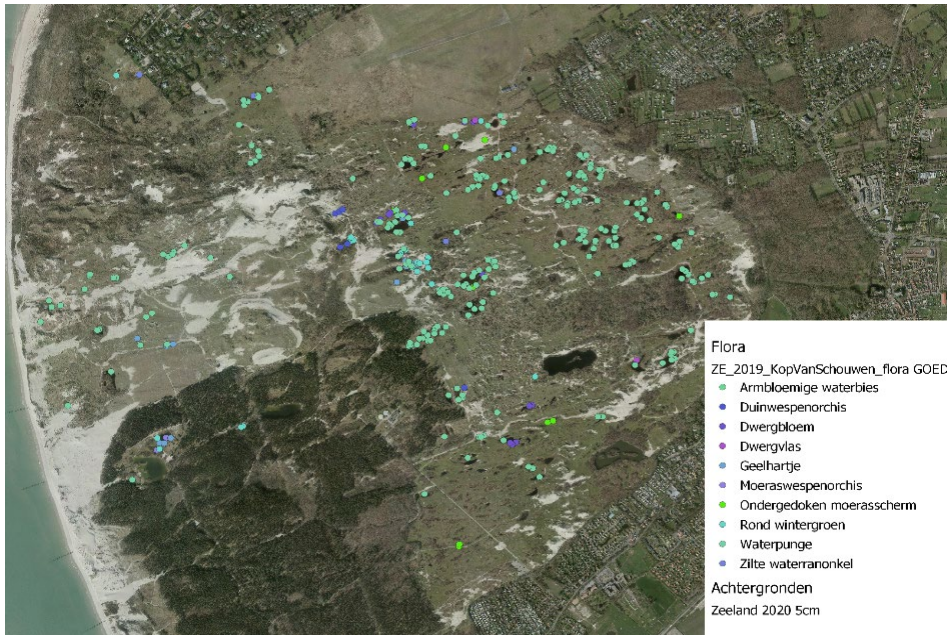 Flora
ZE_2019_KopVanSchouwen_flora GOED
Armbloemige waterbies
Duinwespenorchis
Dwergbloem
Dwergvlas
Geelhartje
Moeraswespenorchis
Ondergedoken moerasscherm
Rond wintergroen
Waterpunge
Zilte waterranonkel
Achtergronden
Zeeland 2020 5cm